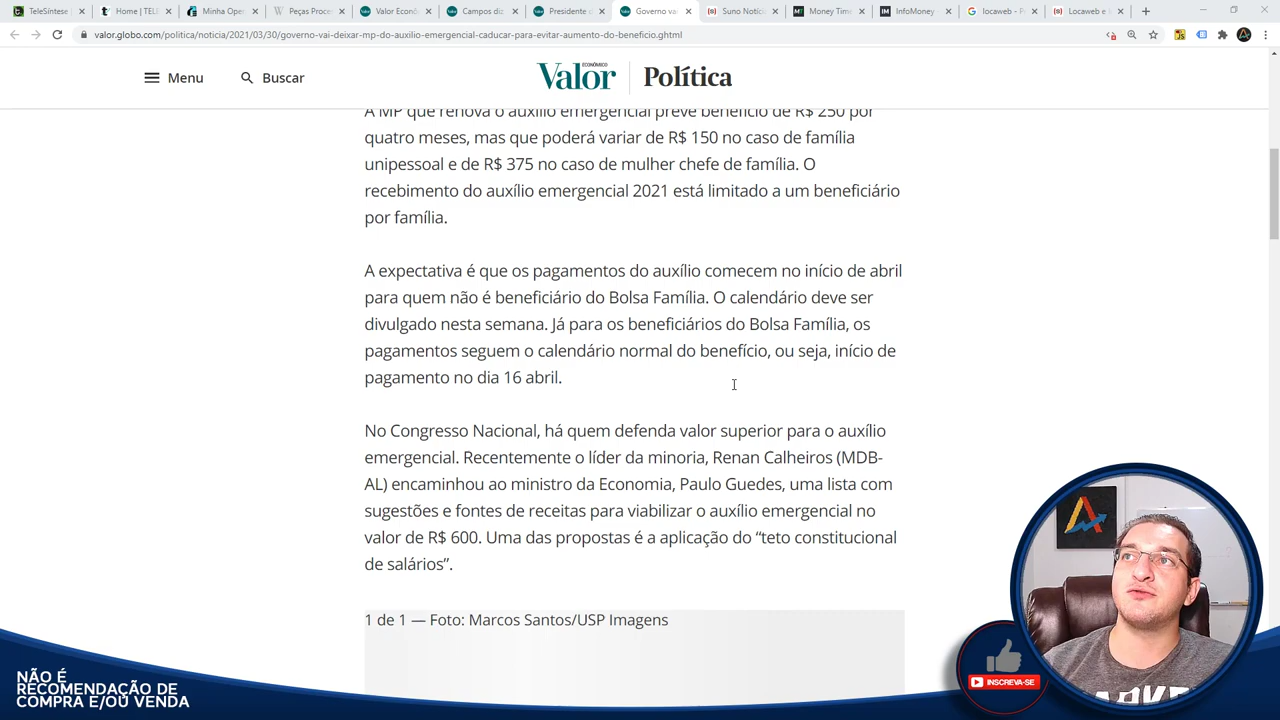 TeleSíntese
Home | TELE
Minha Ope
Peças Proce
Valor Econô
Campos diz
Presidente
Governo va
Suno Notíc
Money Time
InfoMoney
locaweb - P
Locaweb e
valor.globo.com/politica/noticia/2021/03/30/governo-vai-deixar-mp-do-auxilio-emergencial-caducar-para-evitar-aumento-do-beneficio.ghtml
Menu
Buscar
Valor ECONÔMICO
Política
A MP que renova o auxílio emergencial prevê benefício de R$ 250 por
quatro meses, mas que poderá variar de R$ 150 no caso de família
unipessoal e de R$ 375 no caso de mulher chefe de família. O
recebimento do auxílio emergencial 2021 está limitado a um beneficiário
por família.
A expectativa é que os pagamentos do auxílio comecem no início de abril
para quem não é beneficiário do Bolsa Família. O calendário deve ser
divulgado nesta semana. Já para os beneficiários do Bolsa Família, os
pagamentos seguem o calendário normal do benefício, ou seja, início de
pagamento no dia 16 abril.
No Congresso Nacional, há quem defenda valor superior para o auxílio
emergencial. Recentemente o líder da minoria, Renan Calheiros (MDB-
AL) encaminhou ao ministro da Economia, Paulo Guedes, uma lista com
sugestões e fontes de receitas para viabilizar o auxílio emergencial no
valor de R$ 600. Uma das propostas é a aplicação do “teto constitucional
de salários”.
1 de 1 — Foto: Marcos Santos/USP Imagens
NÃO É
RECOMENDAÇÃO DE
COMPRA E/OU VENDA
INSCREVA-SE